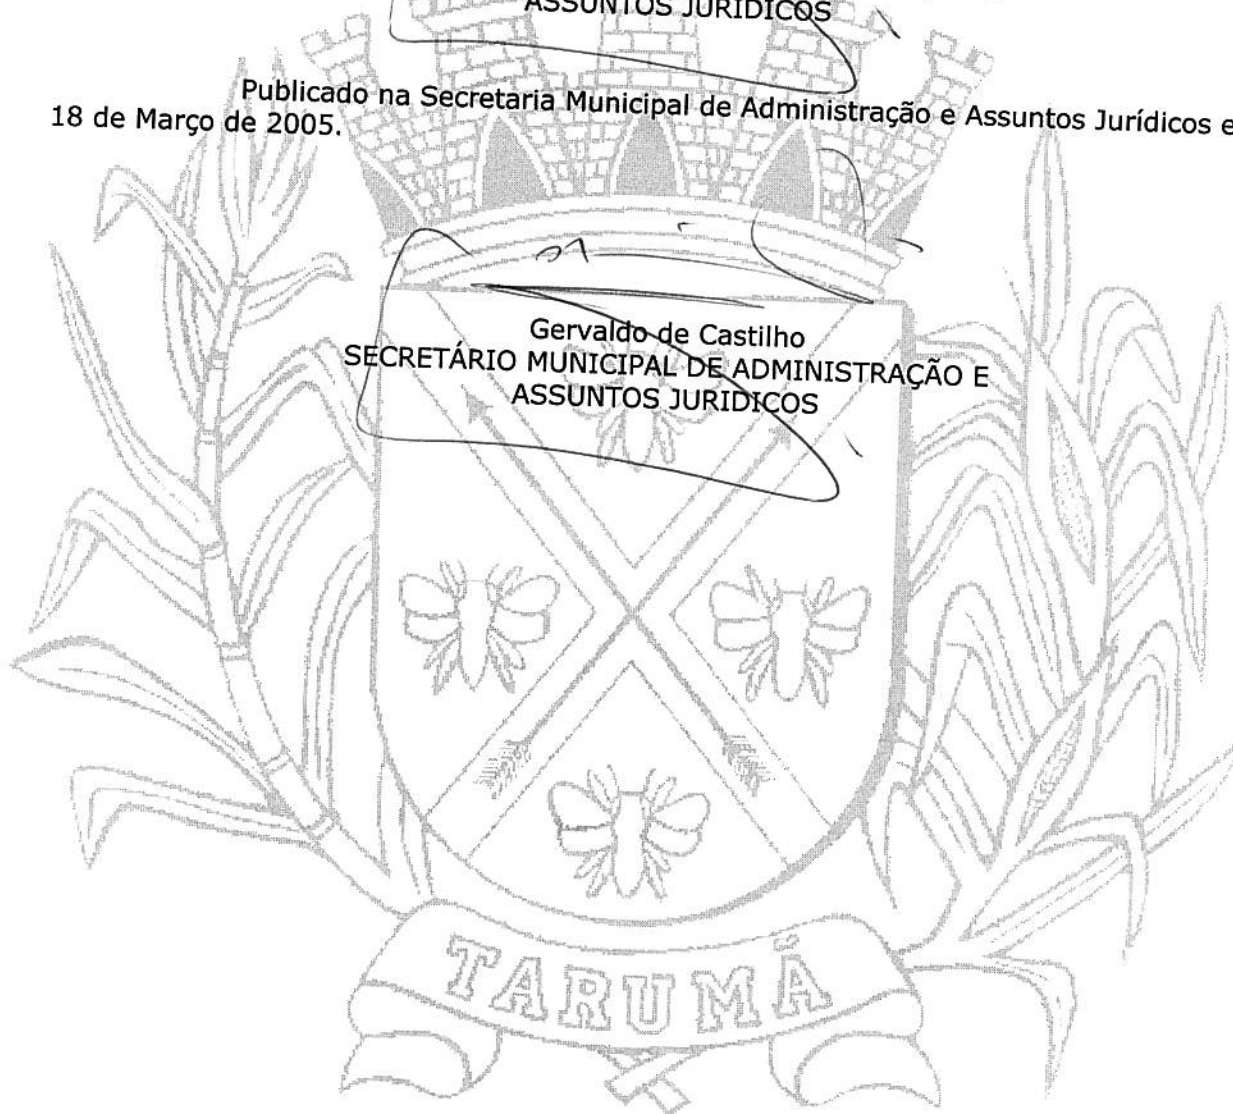 ASSUNTOS JURIDICOS
Publicado na Secretaria Municipal de Administração e Assuntos Jurídicos e
18 de Março de 2005.
Gervaldo de Castilho
SECRETÁRIO MUNICIPAL DE ADMINISTRAÇÃO E
ASSUNTOS JURIDICOS
TARUMÃ